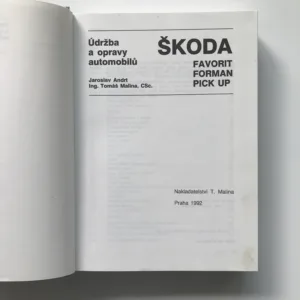 Údržba
a opravy
automobilů
Jaroslav Andrt
Ing. Tomáš Malina, CSc.
ŠKODA
FAVORIT
FORMAN
PICK UP
Nakladatelství T. Malina
Praha 1992